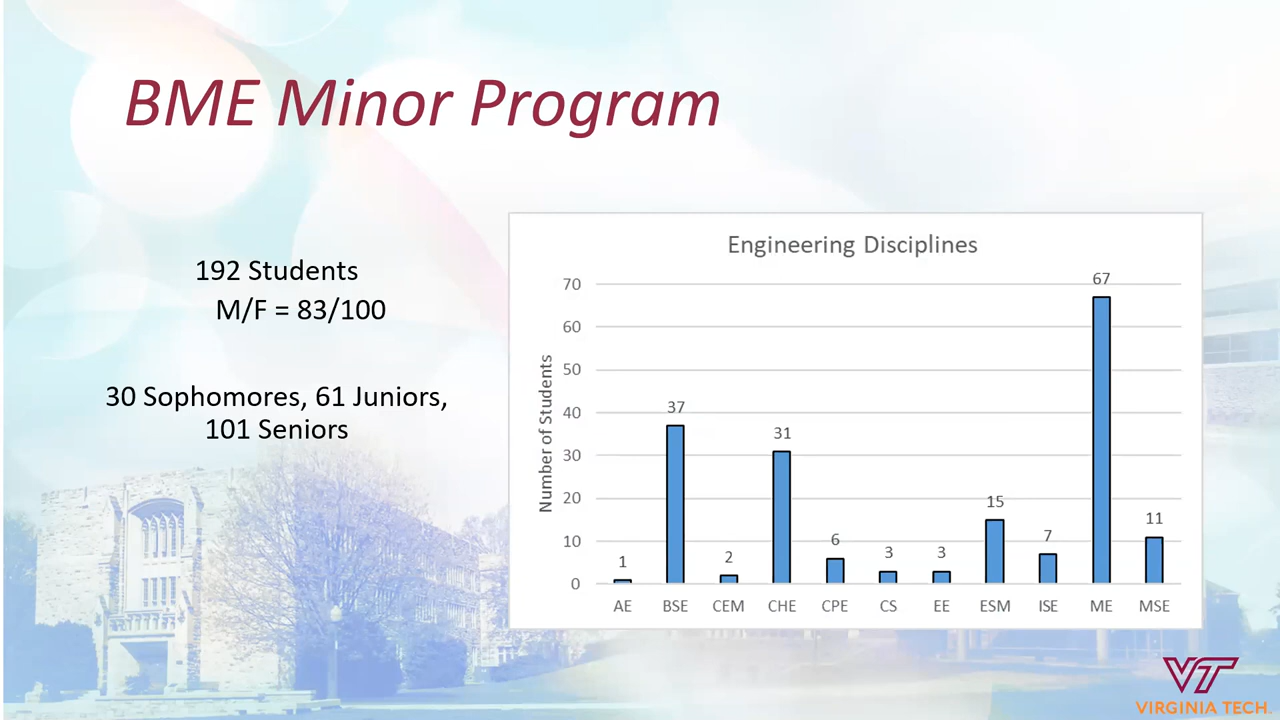 BME Minor Program
192 Students
M/F = 83/100
30 Sophomores, 61 Juniors,
101 Seniors
Engineering Disciplines
Number of Students
70
60
50
40
30
20
10
0
1
37
2
31
6
3
3
15
7
67
11
AE BSE CEM CHE CPE CS EE ESM ISE ME MSE
VT
VIRGINIA TECH